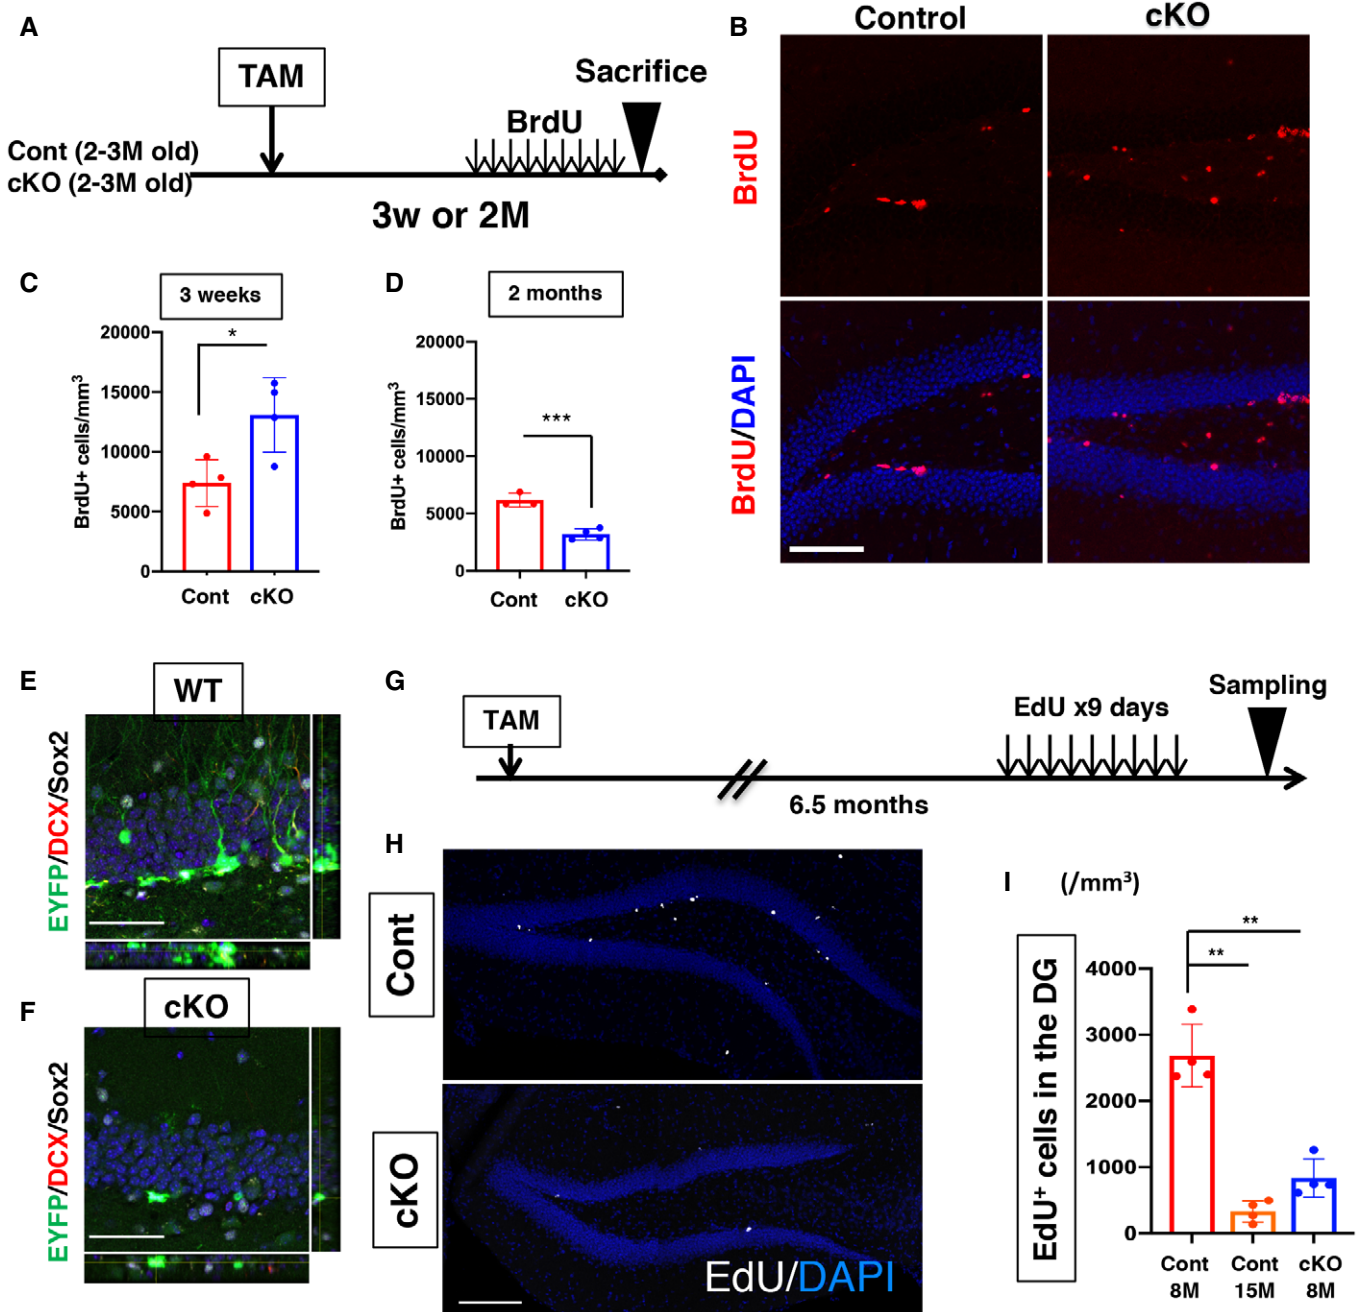 A
TAM
Sacrifice
BrdU
Cont (2-3M old)
cKO (2-3M old)
3w or 2M
B
Control
cKO
BrdU
BrdU/DAPI
C
3 weeks
*
20000
15000
10000
5000
0
BrdU+ cells/mm³
Cont
cKO
D
2 months
***
20000
15000
10000
5000
0
BrdU+ cells/mm³
Cont
cKO
E
WT
EYFP/DCX/Sox2
F
cKO
EYFP/DCX/Sox2
G
TAM
EdU x9 days
Sampling
6.5 months
H
Cont
cKO
EdU/DAPI
I
(/mm³)
EdU⁺ cells in the DG
**
**
4000
3000
2000
1000
0
Cont
8M
Cont
15M
cKO
8M